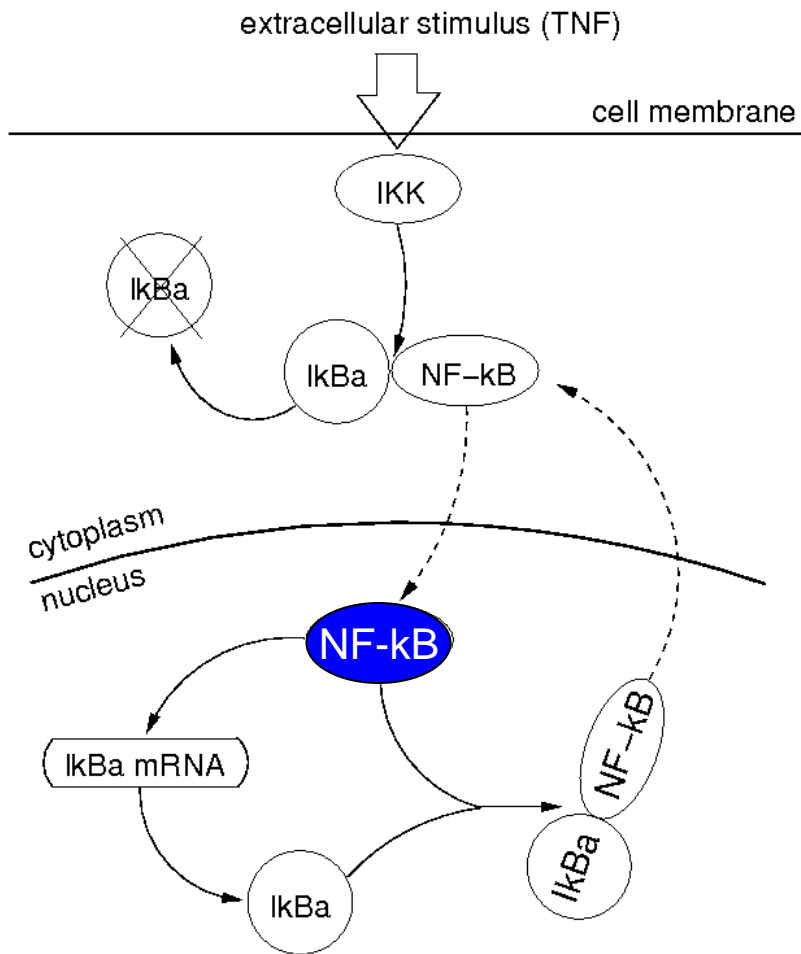 extracellular stimulus (TNF)
cell membrane
IKK
IkBa
IkBa
NF−kB
cytoplasm
nucleus
NF-kB
NF−kB
IkBa mRNA
IkBa
IkBa